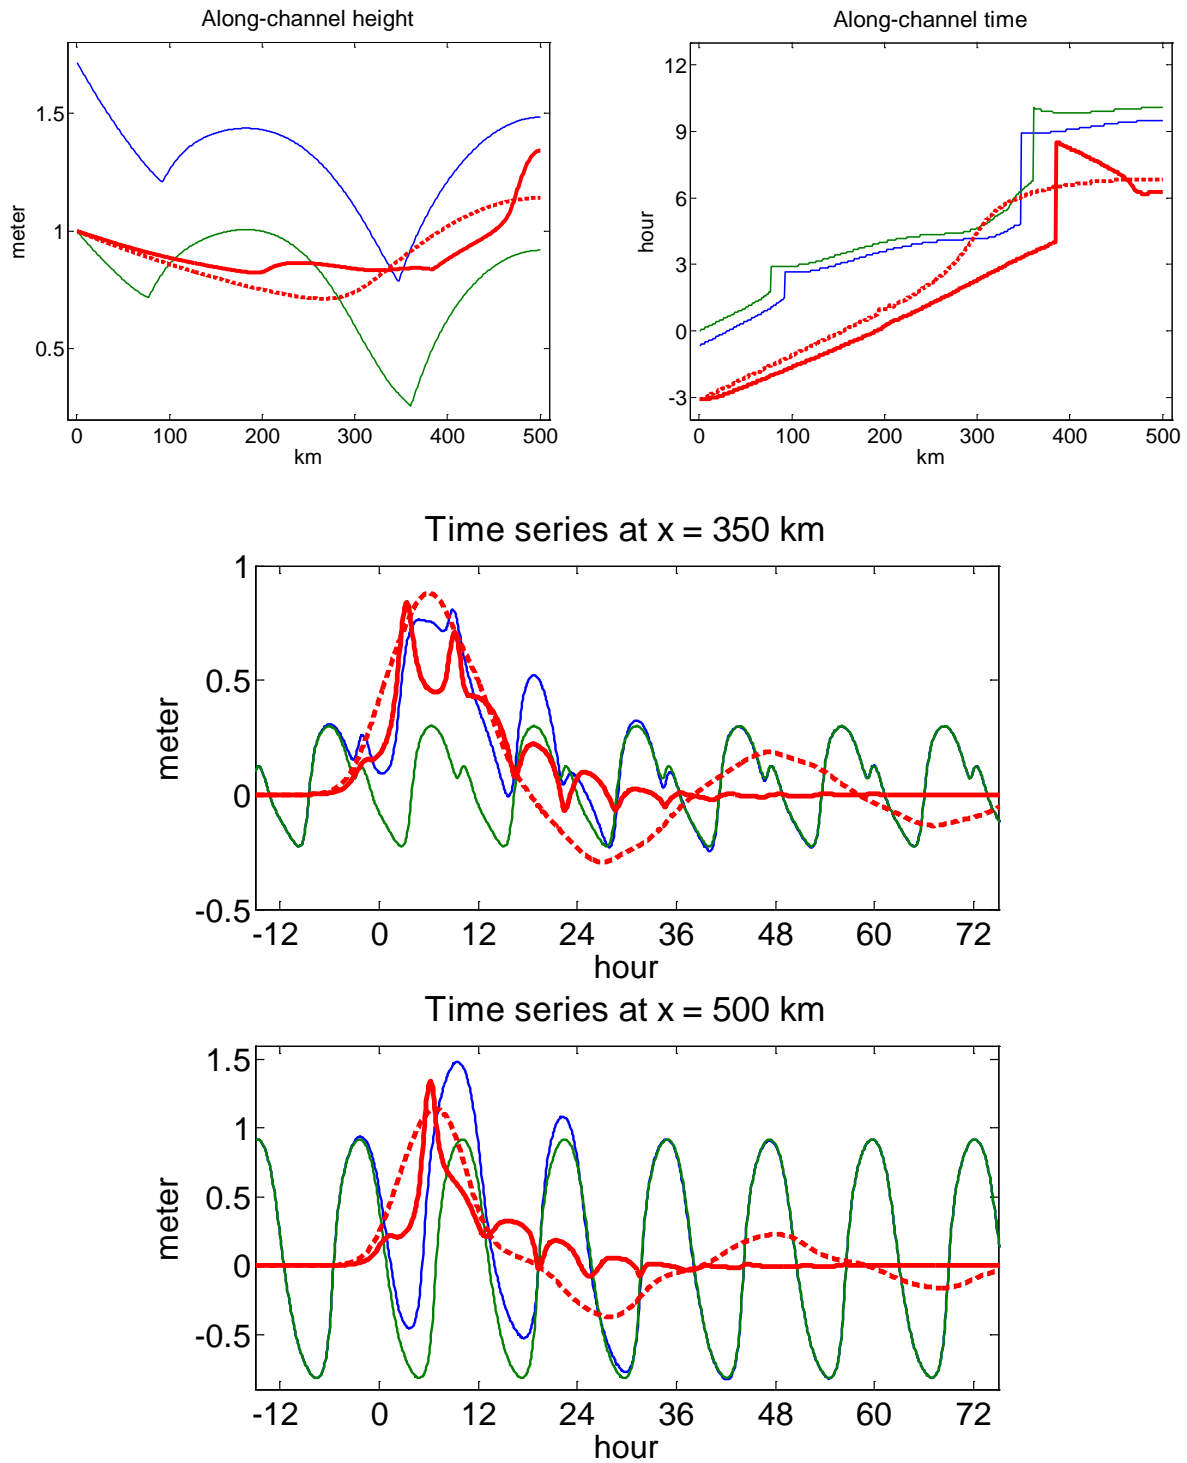 Along-channel height
1.5
1
0.5
meter
0 100 200 300 400 500
km
Along-channel time
12
9
6
3
0
-3
hour
0 100 200 300 400 500
km
Time series at x = 350 km
1
0.5
0
-0.5
meter
-12 0 12 24 36 48 60 72
hour
Time series at x = 500 km
1.5
1
0.5
0
-0.5
meter
-12 0 12 24 36 48 60 72
hour